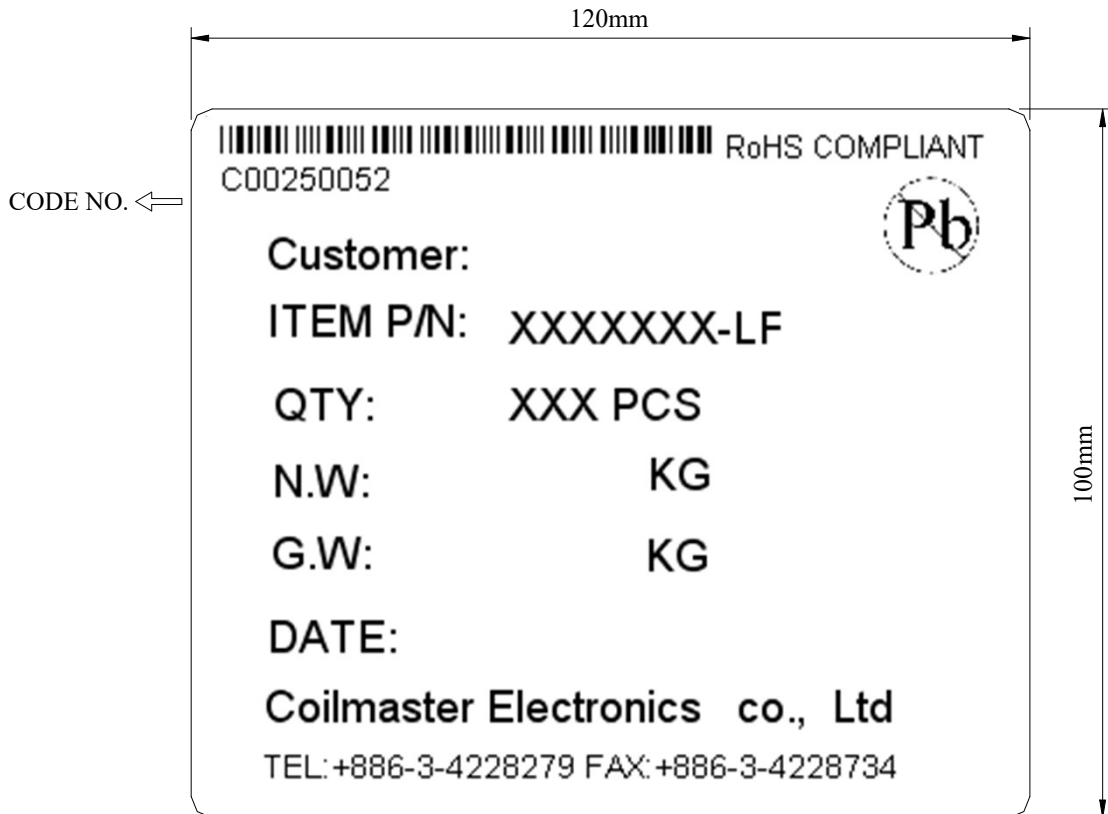 120mm
RoHS COMPLIANT
C00250052
CODE NO.
Pb
Customer:
ITEM P/N: XXXXXXX-LF
QTY: XXX PCS
N.W: KG
100mm
G.W: KG
DATE:
Coilmaster Electronics co., Ltd
TEL:+886-3-4228279 FAX:+886-3-4228734